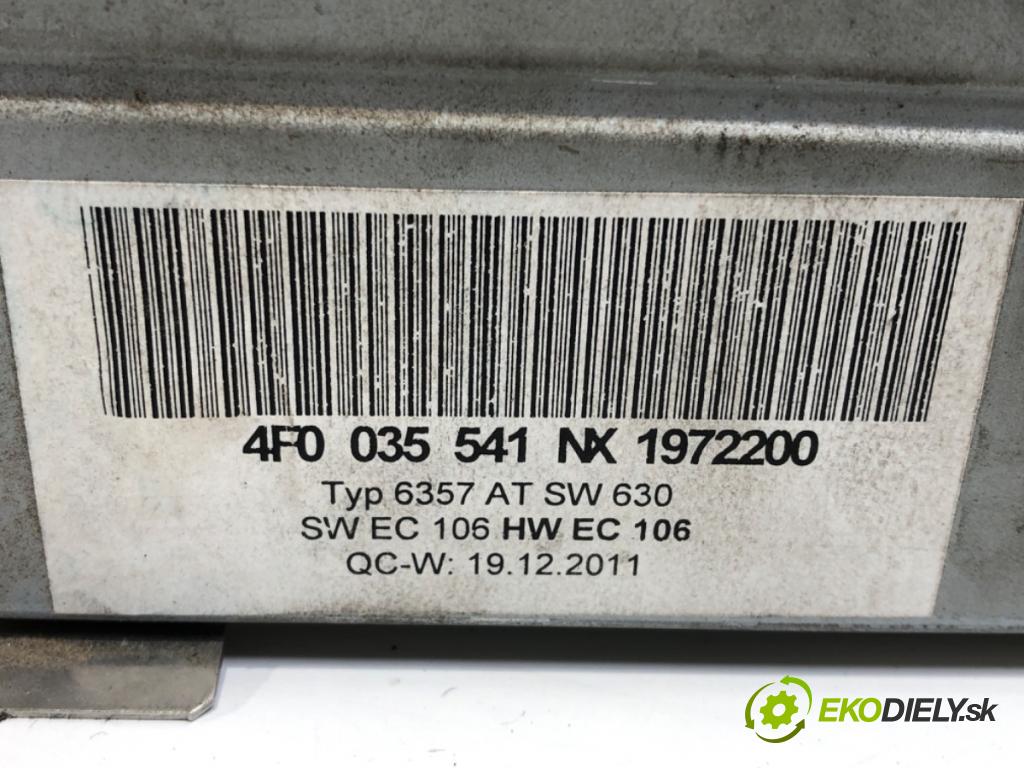 4F0 035 541 NX 1972200
Typ 6357 AT SW 630
SW EC 106 HW EC 106
QC-W: 19.12.2011
EKODIELY.sk